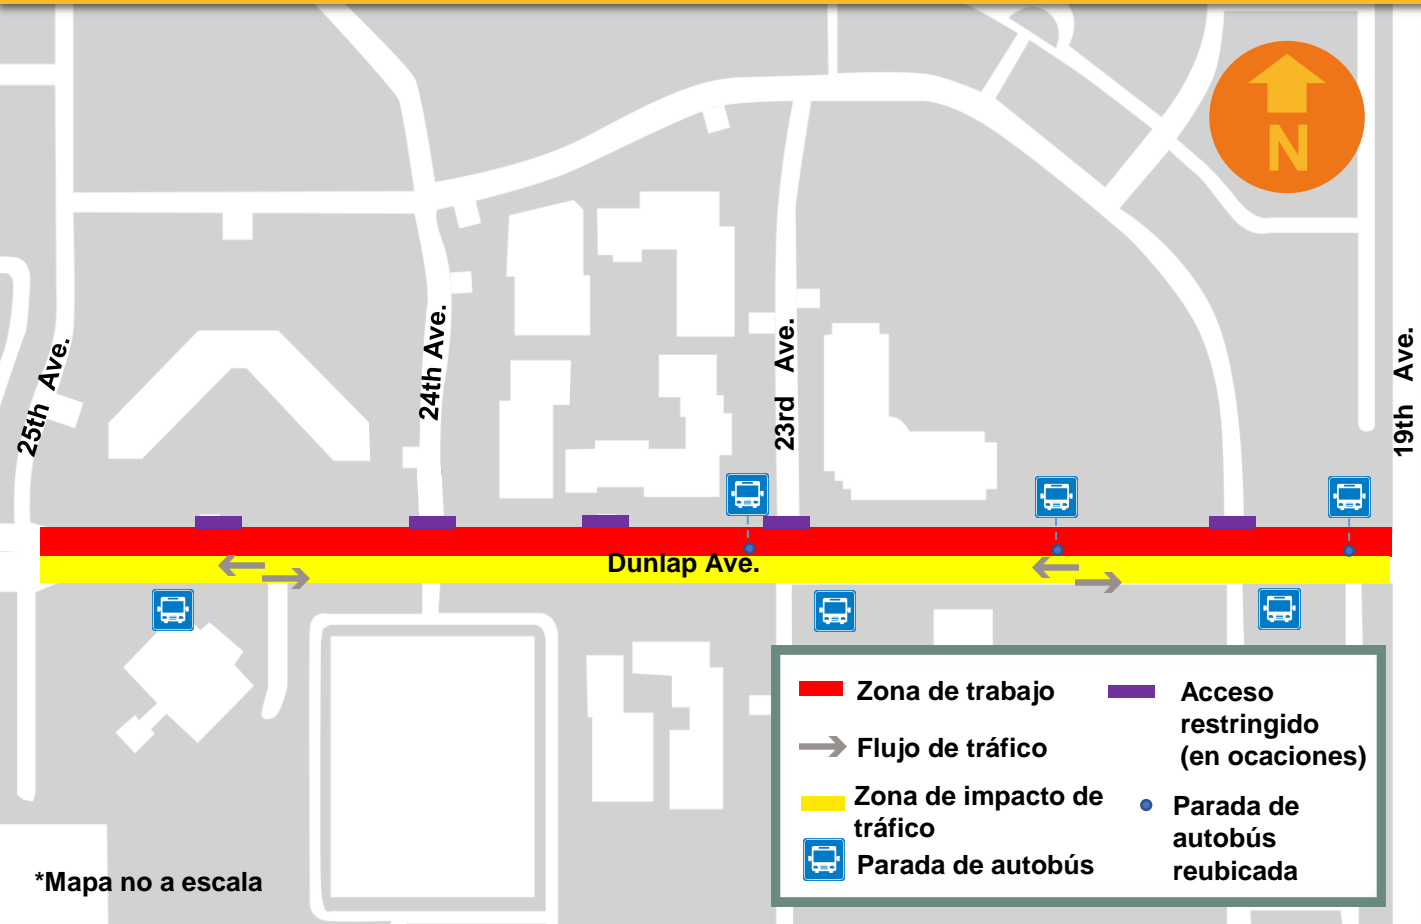 N
25th Ave.
24th Ave.
23rd Ave.
19th Ave.
Dunlap Ave.
Zona de trabajo
Flujo de tráfico
Zona de impacto de
tráfico
Parada de autobús
Acceso
restringido
(en ocaciones)
Parada de
autobús
reubicada
*Mapa no a escala